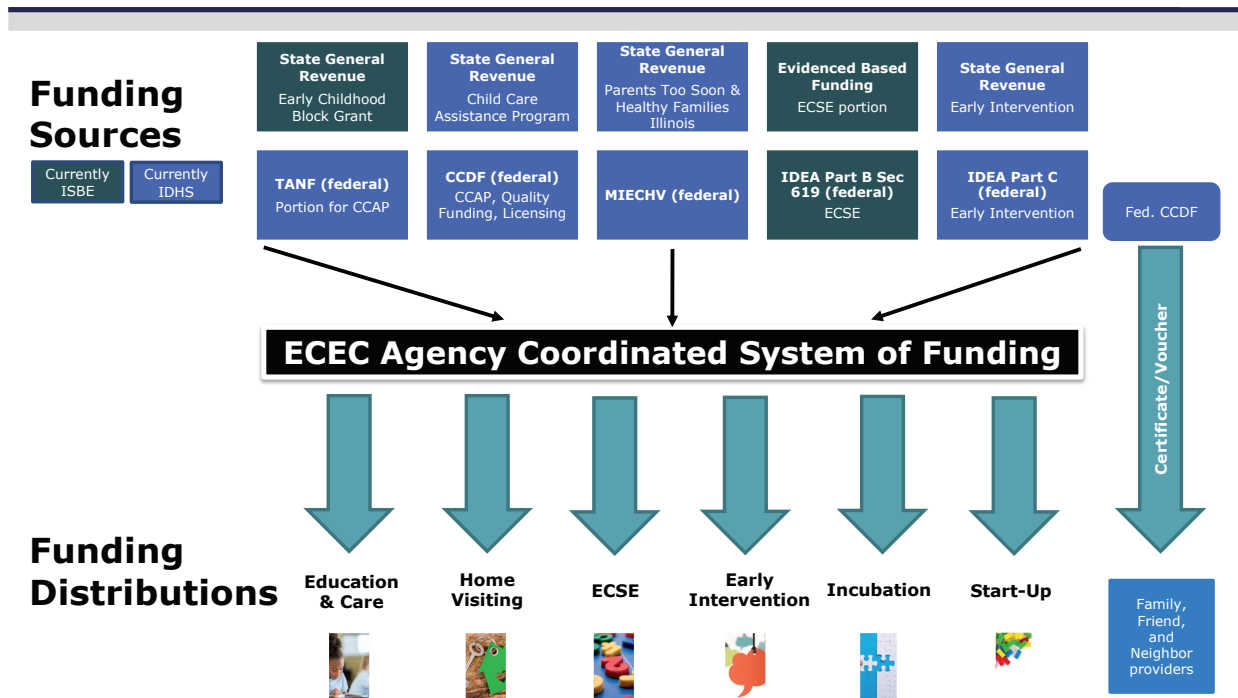 Funding
Sources
Currently
ISBE
Currently
IDHS
State General
Revenue
Early Childhood
Block Grant
State General
Revenue
Child Care
Assistance Program
State General
Revenue
Parents Too Soon &
Healthy Families
Illinois
Evidenced Based
Funding
ECSE portion
State General
Revenue
Early Intervention
TANF (federal)
Portion for CCAP
CCDF (federal)
CCAP, Quality
Funding, Licensing
MIECHV (federal)
IDEA Part B Sec
619 (federal)
ECSE
IDEA Part C
(federal)
Early Intervention
Fed. CCDF
ECEC Agency Coordinated System of Funding
Certificate/Voucher
Funding
Distributions
Education
& Care
Home
Visiting
ECSE
Early
Intervention
Incubation
Start-Up
Family,
Friend,
and
Neighbor
providers